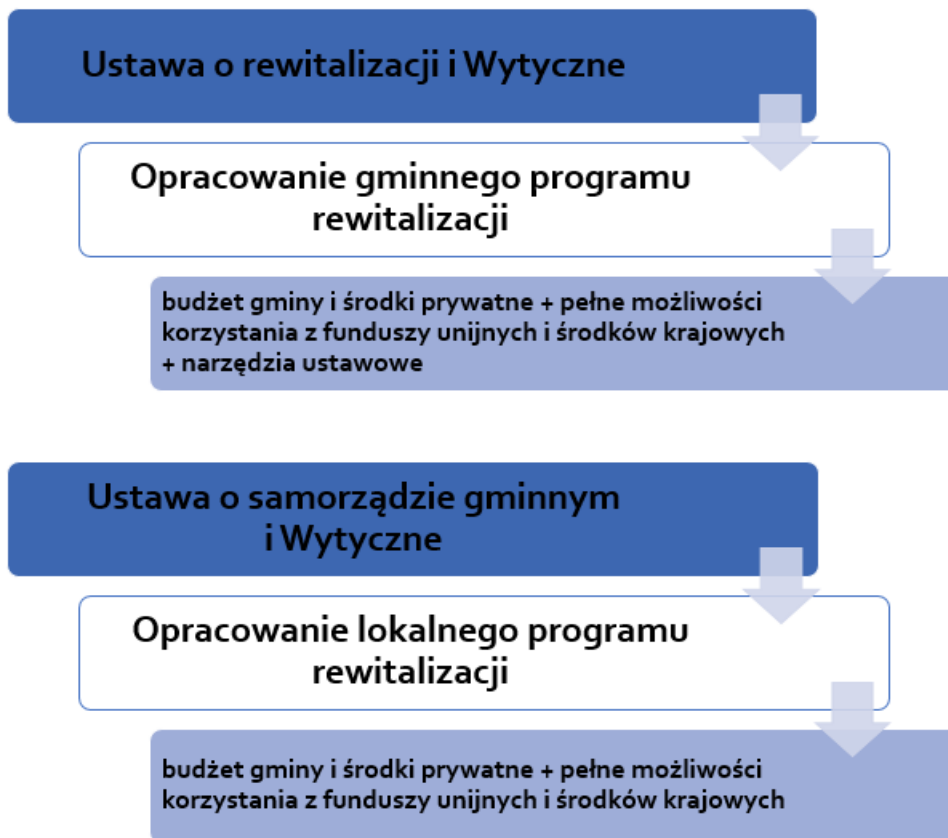 Ustawa o rewitalizacji i Wytyczne
Opracowanie gminnego programu
rewitalizacji
budżet gminy i środki prywatne + pełne możliwości
korzystania z funduszy unijnych i środków krajowych
+ narzędzia ustawowe
Ustawa o samorządzie gminnym
i Wytyczne
Opracowanie lokalnego programu
rewitalizacji
budżet gminy i środki prywatne + pełne możliwości
korzystania z funduszy unijnych i środków krajowych